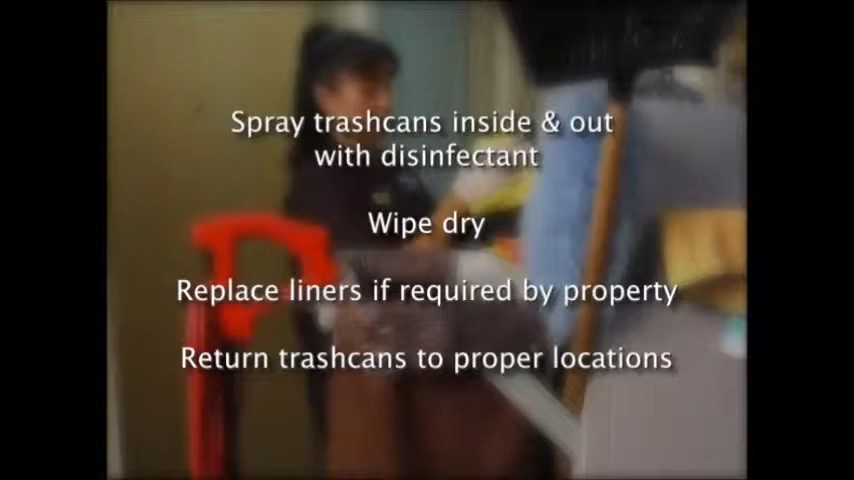 Spray trashcans inside & out
with disinfectant
Wipe dry
Replace liners if required by property
Return trashcans to proper locations